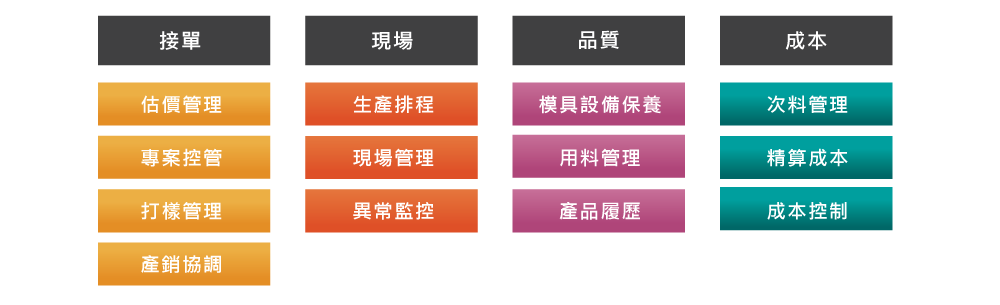 接單
估價管理
專案控管
打樣管理
產銷協調
現場
生產排程
現場管理
異常監控
品質
模具設備保養
用料管理
產品履歷
成本
次料管理
精算成本
成本控制